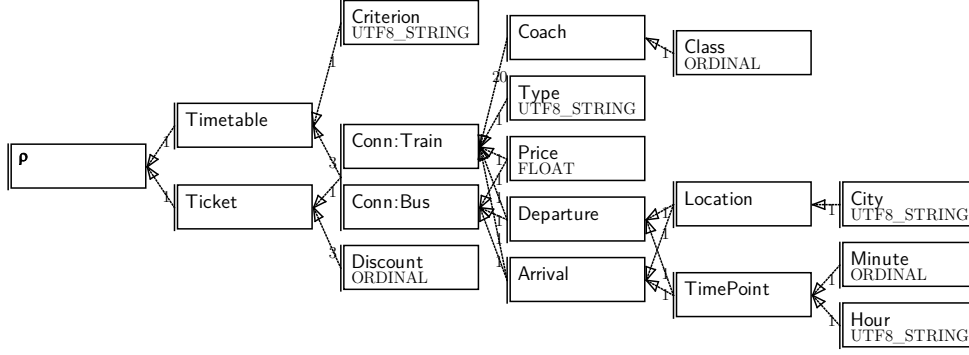 ρ
Timetable
Ticket
1
1
Criterion
UTF8_STRING
Conn:Train
Conn:Bus
Discount
ORDINAL
1
3
1
3
Coach
Type
UTF8_STRING
Price
FLOAT
Departure
Arrival
20
1
1
1
1
1
Class
ORDINAL
1
Location
TimePoint
1
1
1
1
City
UTF8_STRING
Minute
ORDINAL
Hour
UTF8_STRING
1
1
1